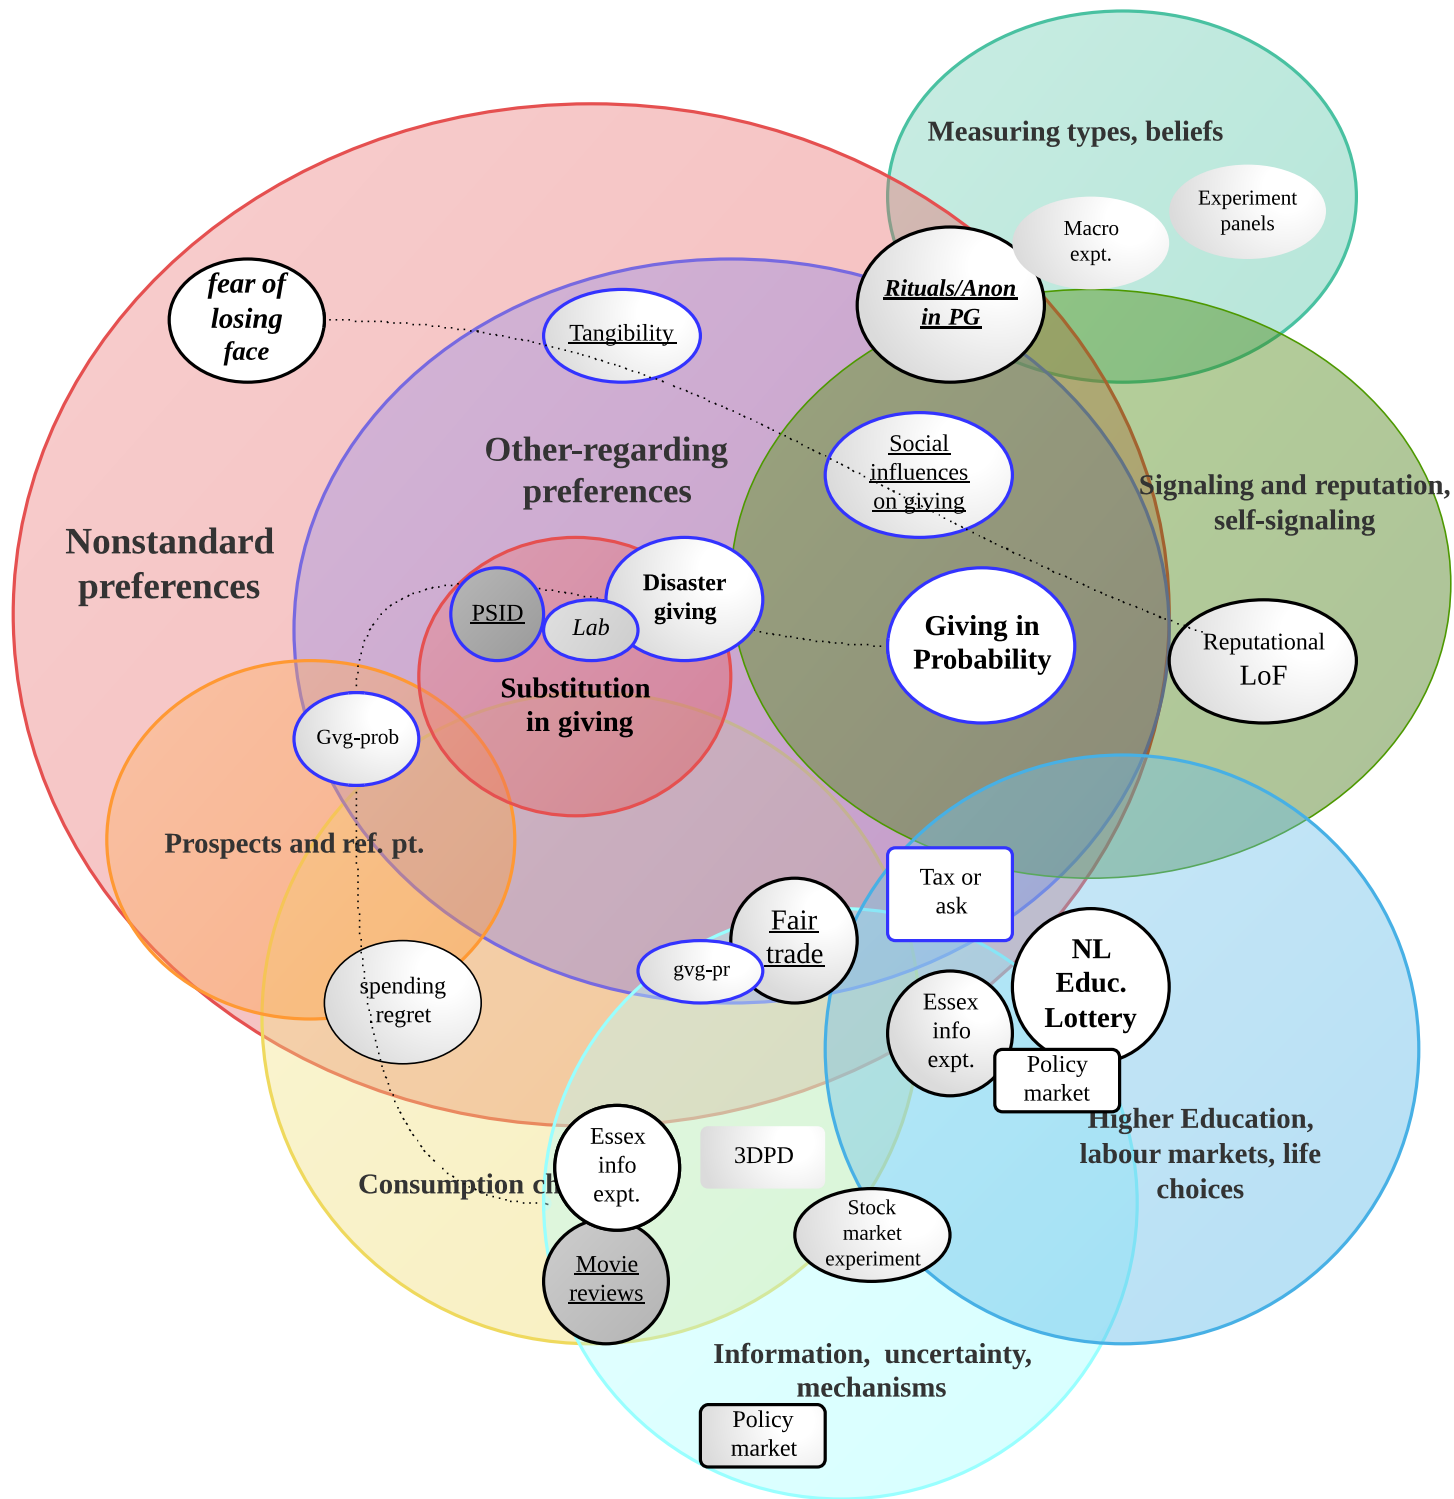 Measuring types, beliefs
Experiment
panels
Macro
expt.
Rituals/Anon
in PG
fear of
losing
face
Tangibility
Other-regarding
preferences
Social
influences
on giving
Signaling and reputation,
self-signaling
Nonstandard
preferences
PSID
Lab
Disaster
giving
Giving in
Probability
Reputational
LoF
Substitution
in giving
Gvg-prob
Prospects and ref. pt.
Tax or
ask
Fair
trade
gvg-pr
spending
regret
NL
Educ.
Lottery
Essex
info
expt.
Policy
market
Higher Education,
labour markets, life
choices
Essex
info
expt.
3DPD
Consumption ch
Stock
market
experiment
Movie
reviews
Information,  uncertainty,
mechanisms
Policy
market